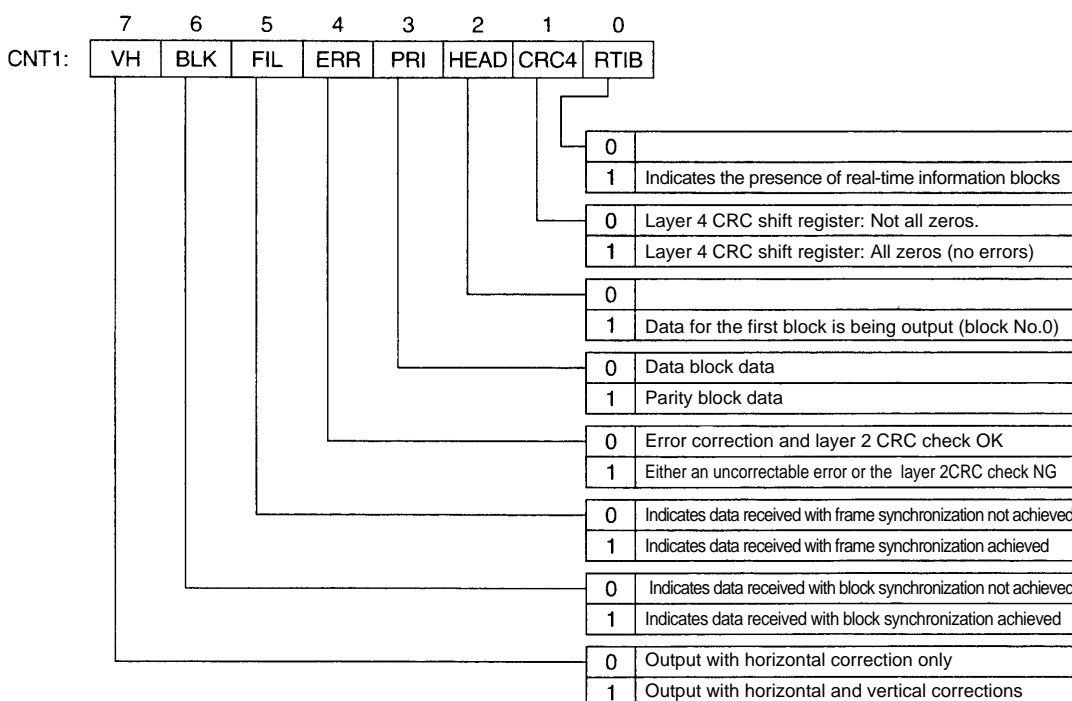 7 6 5 4 3 2 1 0
CNT1: VH BLK FIL ERR PRI HEAD CRC4 RTIB
0
1 Indicates the presence of real-time information blocks
0 Layer 4 CRC shift register: Not all zeros.
1 Layer 4 CRC shift register: All zeros (no errors)
0
1 Data for the first block is being output (block No.0)
0 Data block data
1 Parity block data
0 Error correction and layer 2 CRC check OK
1 Either an uncorrectable error or the layer 2CRC check NG
0 Indicates data received with frame synchronization not achieved
1 Indicates data received with frame synchronization achieved
0 Indicates data received with block synchronization not achieved
1 Indicates data received with block synchronization achieved
0 Output with horizontal correction only
1 Output with horizontal and vertical corrections